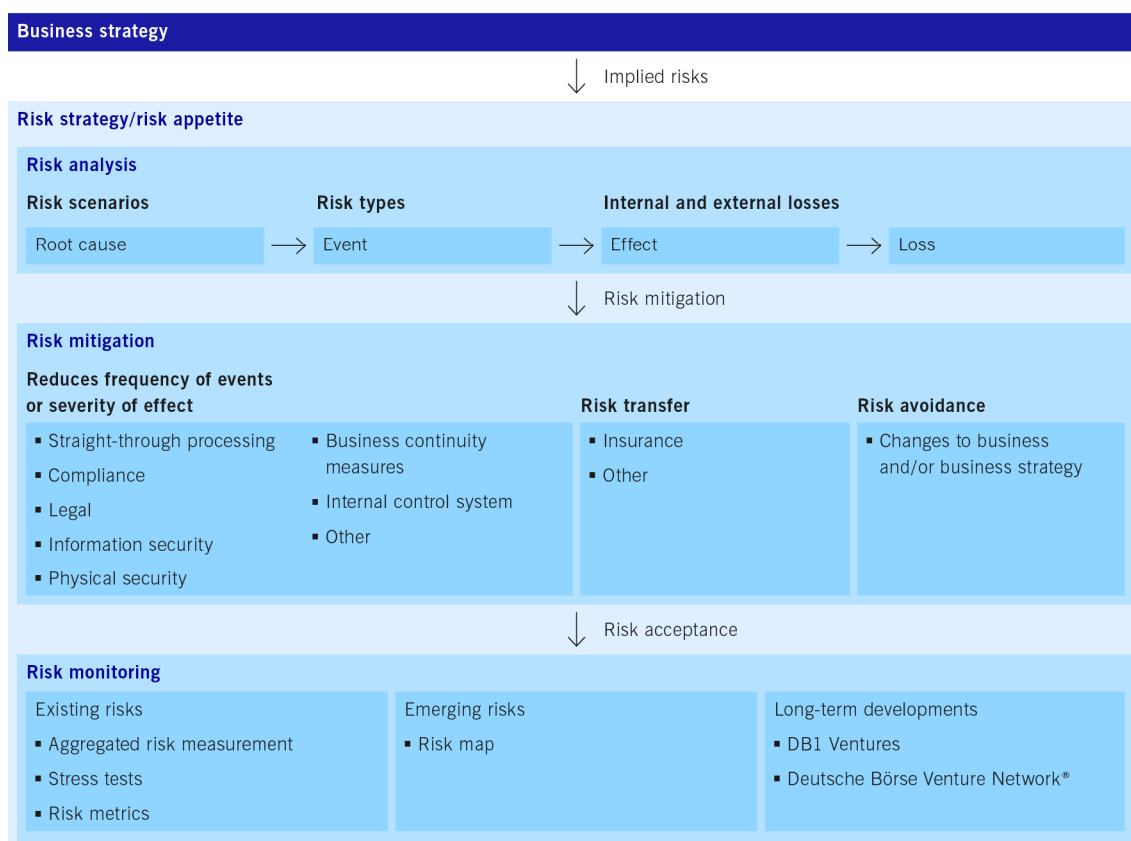 Business strategy
Implied risks
Risk strategy/risk appetite
Risk analysis
Risk scenarios
Risk types
Internal and external losses
Root cause
Event
Effect
Loss
Risk mitigation
Risk mitigation
Reduces frequency of events
or severity of effect
▪ Straight-through processing
▪ Compliance
▪ Legal
▪ Information security
▪ Physical security
▪ Business continuity
measures
▪ Internal control system
▪ Other
Risk transfer
▪ Insurance
▪ Other
Risk avoidance
▪ Changes to business
and/or business strategy
Risk acceptance
Risk monitoring
Existing risks
▪ Aggregated risk measurement
▪ Stress tests
▪ Risk metrics
Emerging risks
▪ Risk map
Long-term developments
▪ DB1 Ventures
▪ Deutsche Börse Venture Network®